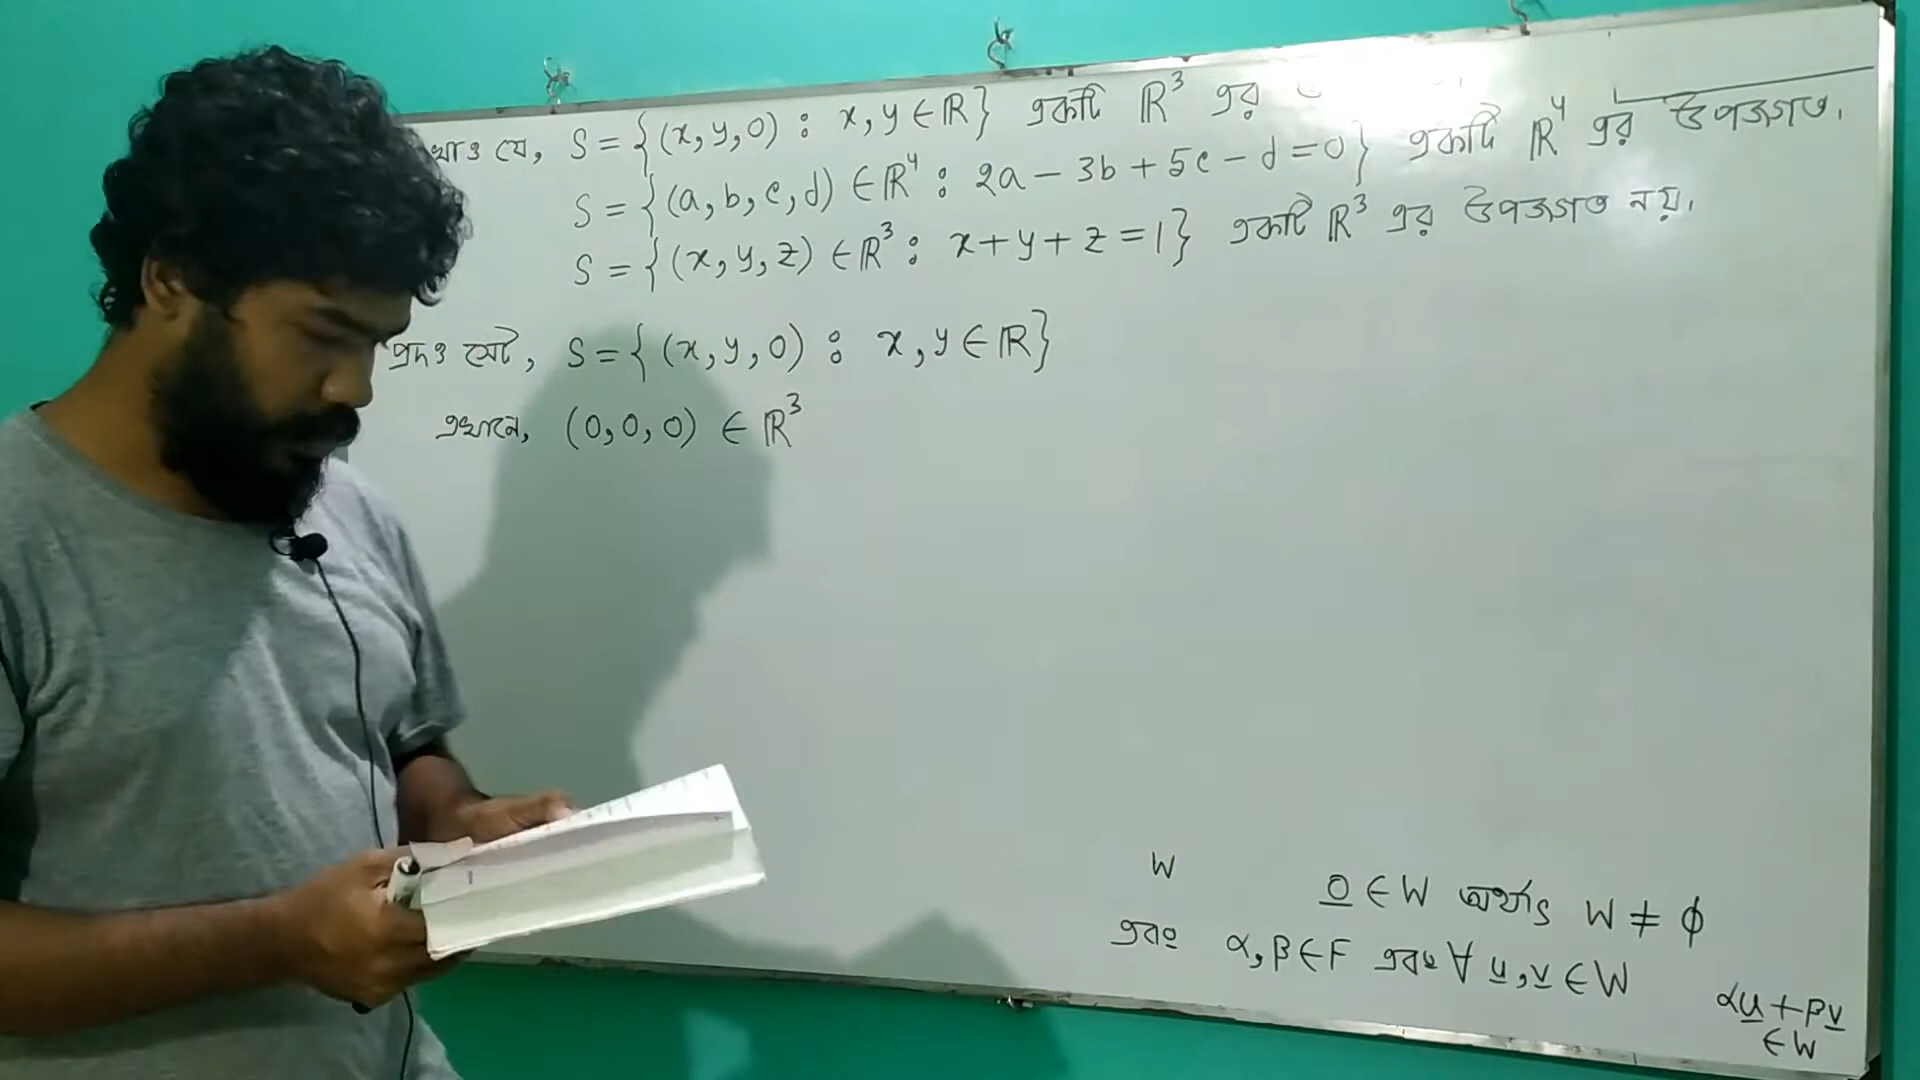 যে, S = {(x, y, 0) : x, y ∈ ℝ} একটি ℝ³ এর
S = {(a, b, c, d) ∈ ℝ⁴ : 2a - 3b + 5c - d = 0} একটি ℝ⁴ এর উপজগত।
S = {(x, y, z) ∈ ℝ³ : x + y + z = 1} একটি ℝ³ এর উপজগত নয়।
প্রদত্ত সেট, S = {(x, y, 0) : x, y ∈ ℝ}
এখানে, (0, 0, 0) ∈ ℝ³
W
0 ∈ W অর্থাৎ W ≠ ϕ
এবং α, β ∈ F এবং ∀ u, v ∈ W
αu + βv
∈ W